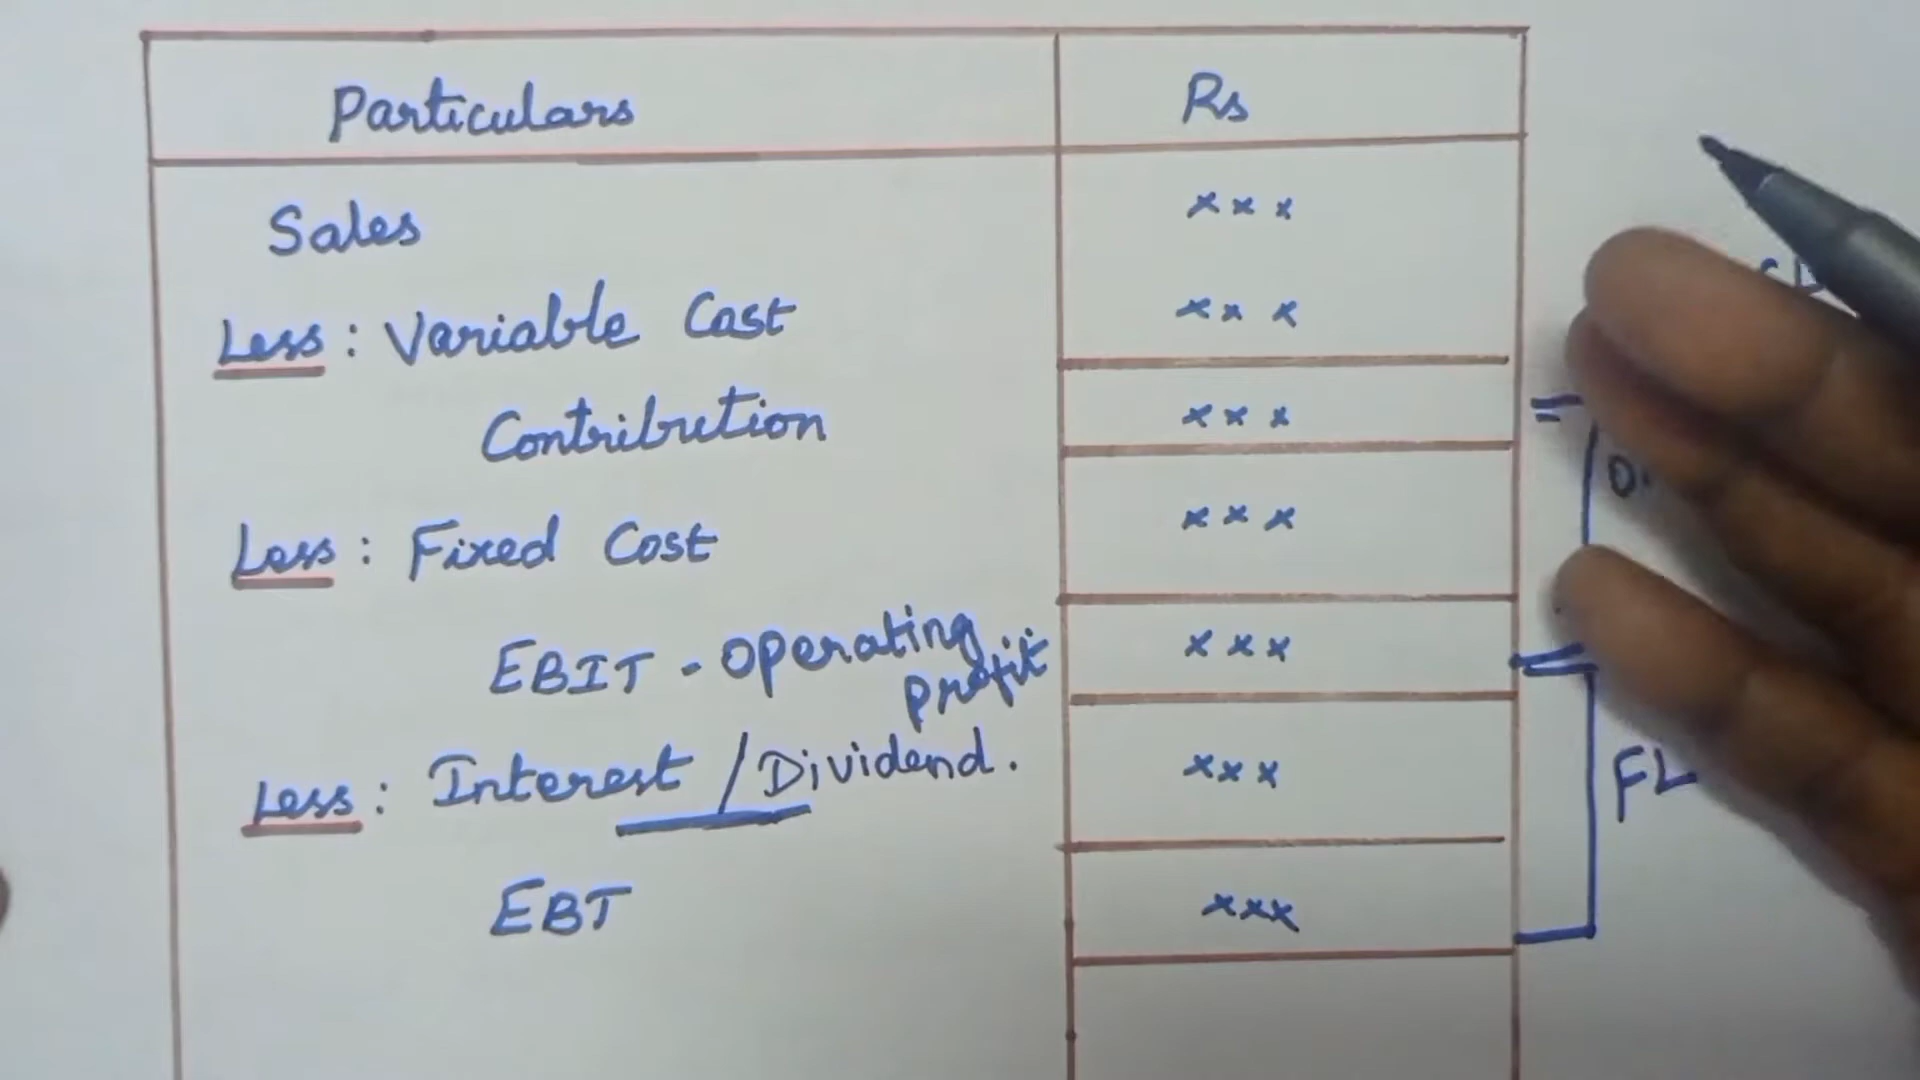 Particulars Rs
Sales xxx
Less: Variable Cost xxx
Contribution xxx
Less: Fixed Cost xxx
EBIT - Operating profit xxx
Less: Interest / Dividend. xxx
FL
EBT xxx